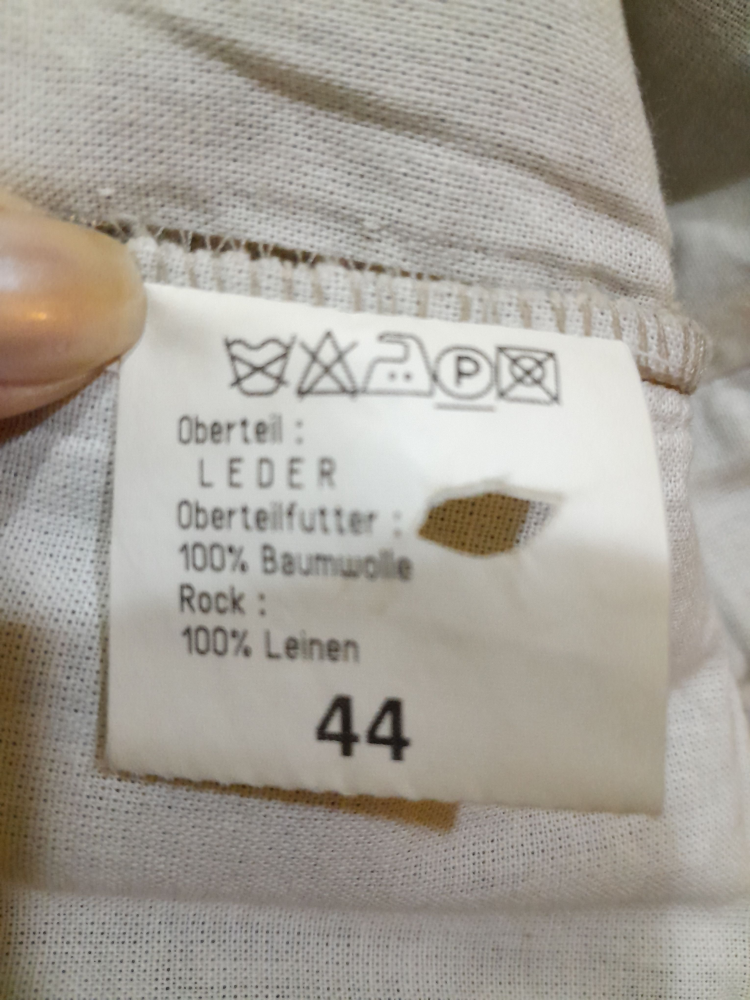 P
Oberteil :
LEDER
Oberteilfutter :
100% Baumwolle
Rock :
100% Leinen
44